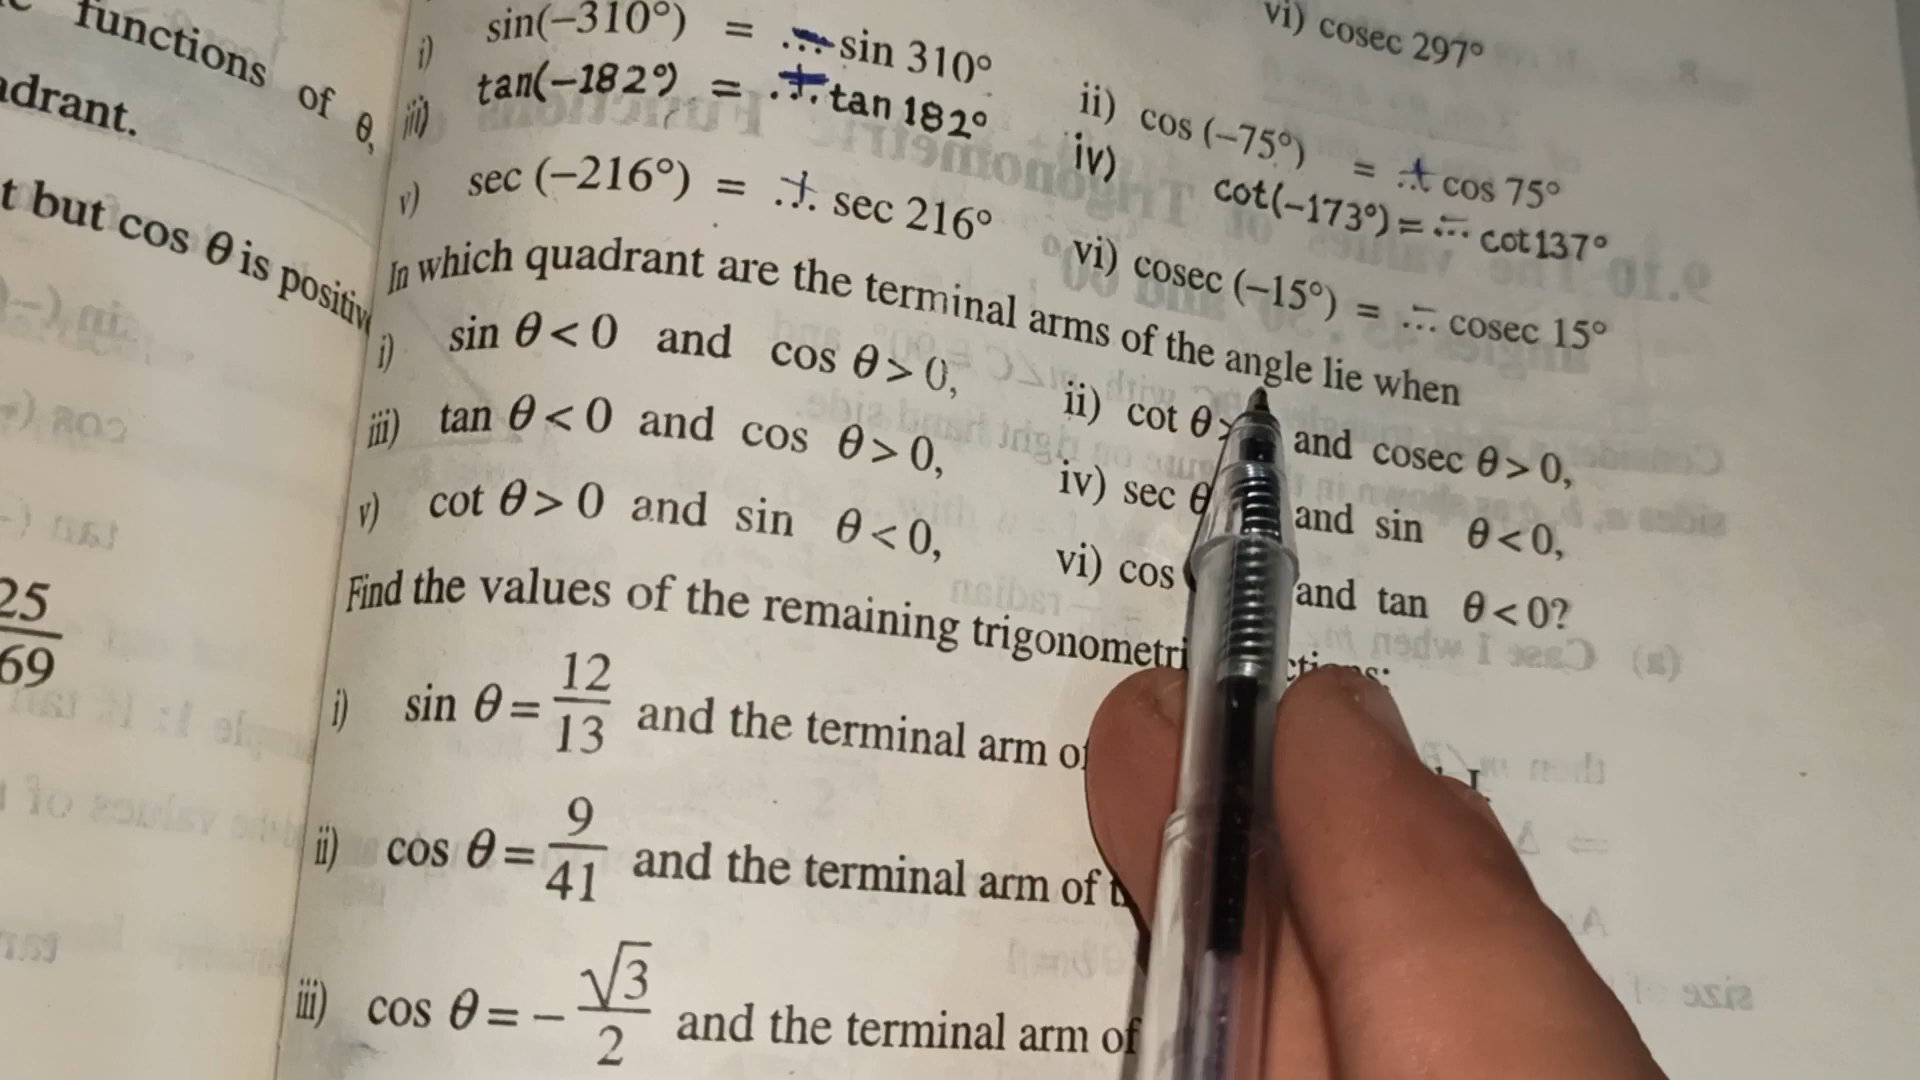 functions of θ,
adrant.
t but cos θ is positive
25
69
vi) cosec 297°
i) sin(−310°) = ... sin 310°
ii) cos (−75°) = + cos 75°
iii) tan(−182°) = + tan 182°
iv) cot(−173°) = − cot 137°
v) sec (−216°) = + sec 216°
vi) cosec (−15°) = − cosec 15°
In which quadrant are the terminal arms of the angle lie when
i) sin θ < 0 and cos θ > 0,
ii) cot θ > and cosec θ > 0,
iii) tan θ < 0 and cos θ > 0,
iv) sec θ and sin θ < 0,
v) cot θ > 0 and sin θ < 0,
vi) cos and tan θ < 0?
Find the values of the remaining trigonometri
i) sin θ = 12/13 and the terminal arm of
ii) cos θ = 9/41 and the terminal arm of
iii) cos θ = −√3/2 and the terminal arm of